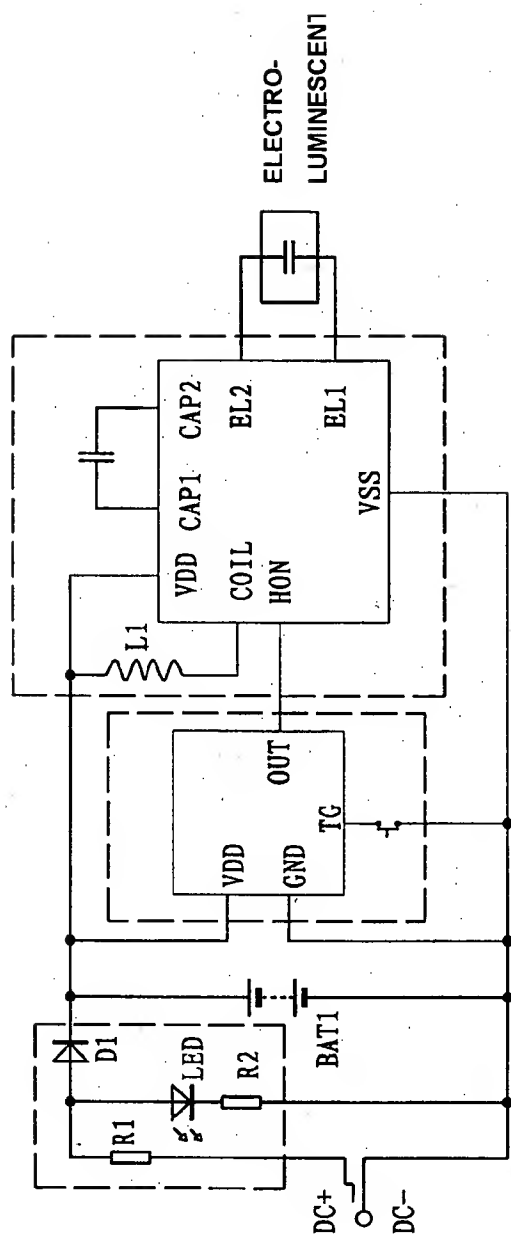 DC+
DC-
R1
LED
R2
D1
BAT1
VDD
GND
OUT
TG
L1
VDD
CAP1
CAP2
COIL
HON
EL2
EL1
VSS
ELECTRO-
LUMINESCENT